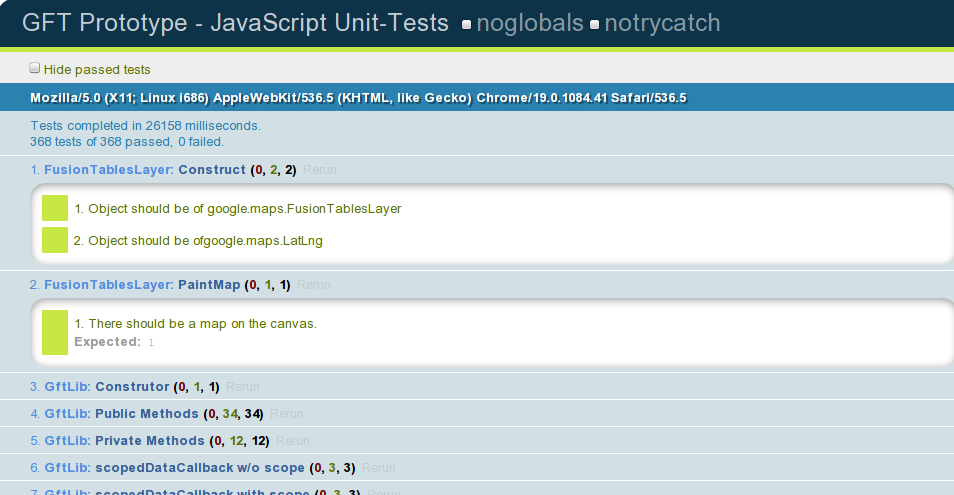 GFT Prototype - JavaScript Unit-Tests noglobals notrycatch
Hide passed tests
Mozilla/5.0 (X11; Linux i686) AppleWebKit/536.5 (KHTML, like Gecko) Chrome/19.0.1084.41 Safari/536.5
Tests completed in 26158 milliseconds.
368 tests of 368 passed, 0 failed.
1. FusionTablesLayer: Construct (0, 2, 2) Rerun
1. Object should be of google.maps.FusionTablesLayer
2. Object should be ofgoogle.maps.LatLng
2. FusionTablesLayer: PaintMap (0, 1, 1) Rerun
1. There should be a map on the canvas.
Expected: 1
3. GftLib: Construtor (0, 1, 1) Rerun
4. GftLib: Public Methods (0, 34, 34) Rerun
5. GftLib: Private Methods (0, 12, 12) Rerun
6. GftLib: scopedDataCallback w/o scope (0, 3, 3) Rerun
7. GftLib: scopedDataCallback with scope (0, 3, 3) Rerun